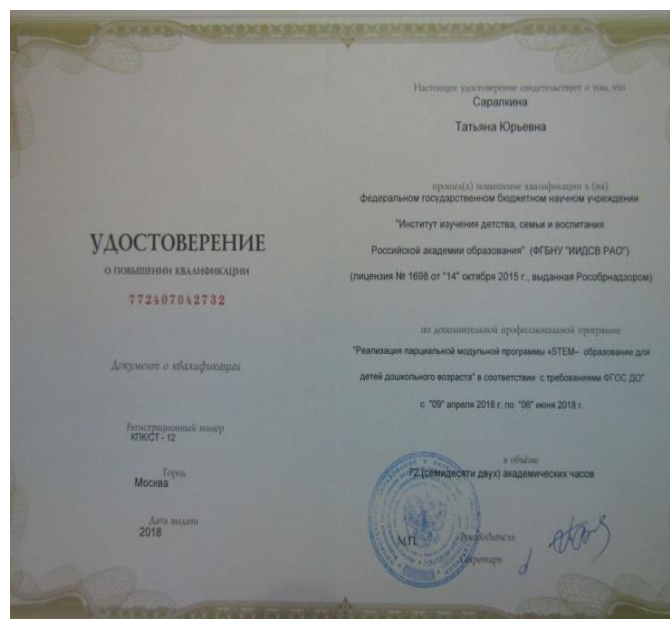 УДОСТОВЕРЕНИЕ
О ПОВЫШЕНИИ КВАЛИФИКАЦИИ
772407042732
Документ о квалификации
Регистрационный номер
КПК/СТ - 12
Город
Москва
Дата выдачи
2018
Настоящее удостоверение свидетельствует о том, что
Сарапкина
Татьяна Юрьевна
прошел(а) повышение квалификации в (на)
федеральном государственном бюджетном научном учреждении
"Институт изучения детства, семьи и воспитания
Российской академии образования" (ФГБНУ "ИИДСВ РАО")
(лицензия № 1698 от "14" октября 2015 г., выданная Рособрнадзором)
по дополнительной профессиональной программе
"Реализация парциальной модульной программы «STEM– образование для
детей дошкольного возраста" в соответствии с требованиями ФГОС ДО"
с "09" апреля 2018 г. по "06" июня 2018 г.
в объёме
72 (семидесяти двух) академических часов
М.П.
Руководитель
Секретарь